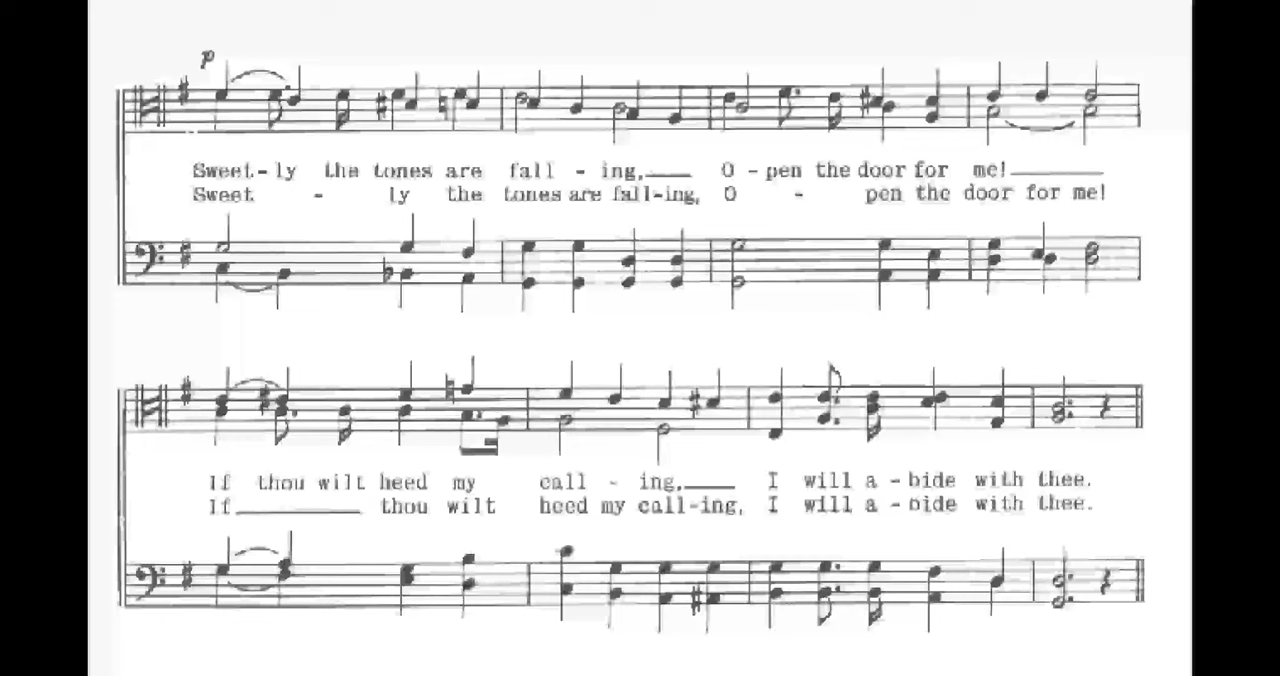 p
Sweet - ly the tones are fall - ing, O - pen the door for me!
Sweet - ly the tones are fall-ing, O - pen the door for me!
If thou wilt heed my call - ing, I will a - bide with thee.
If thou wilt heed my call-ing, I will a - bide with thee.